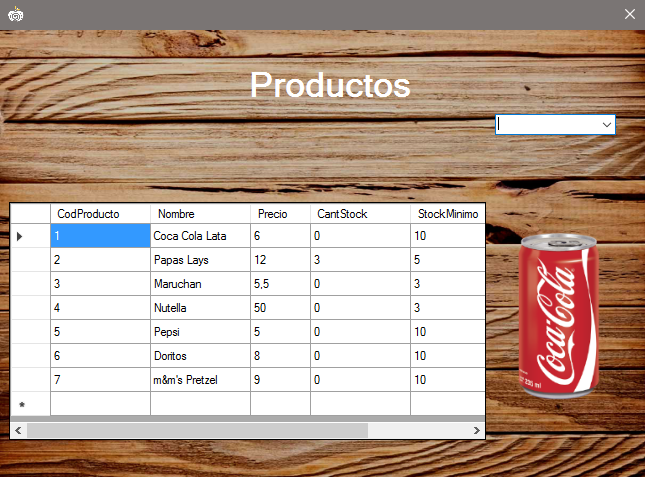 Productos
CodProducto Nombre Precio CantStock StockMinimo
1 Coca Cola Lata 6 0 10
2 Papas Lays 12 3 5
3 Maruchan 5,5 0 3
4 Nutella 50 0 3
5 Pepsi 5 0 10
6 Doritos 8 0 10
7 m&m's Pretzel 9 0 10
Coca-Cola